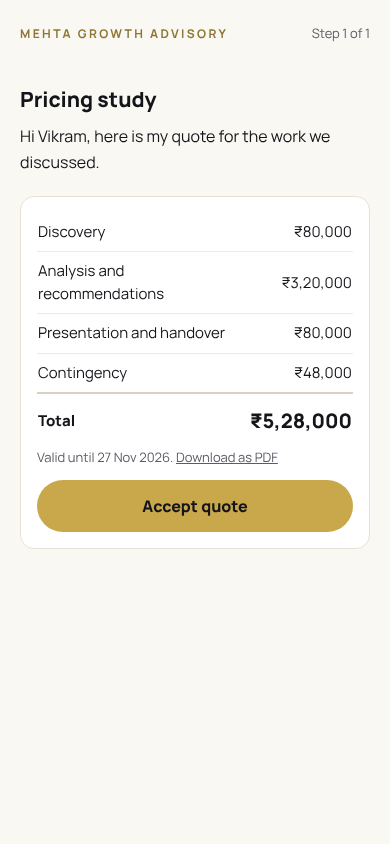 MEHTA GROWTH ADVISORY
Step 1 of 1
Pricing study
Hi Vikram, here is my quote for the work we
discussed.
Discovery ₹80,000
Analysis and
recommendations ₹3,20,000
Presentation and handover ₹80,000
Contingency ₹48,000
Total ₹5,28,000
Valid until 27 Nov 2026. Download as PDF
Accept quote